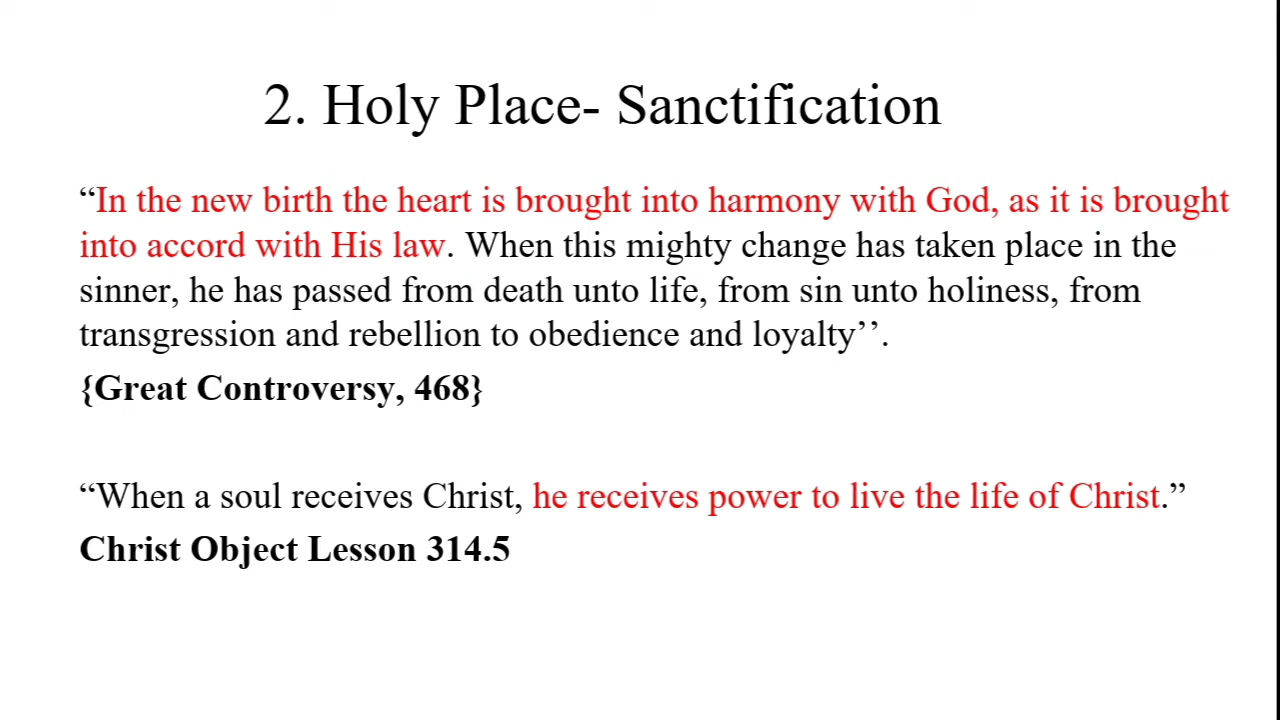 2. Holy Place- Sanctification
“In the new birth the heart is brought into harmony with God, as it is brought
into accord with His law. When this mighty change has taken place in the
sinner, he has passed from death unto life, from sin unto holiness, from
transgression and rebellion to obedience and loyalty’’.
{Great Controversy, 468}
“When a soul receives Christ, he receives power to live the life of Christ.”
Christ Object Lesson 314.5